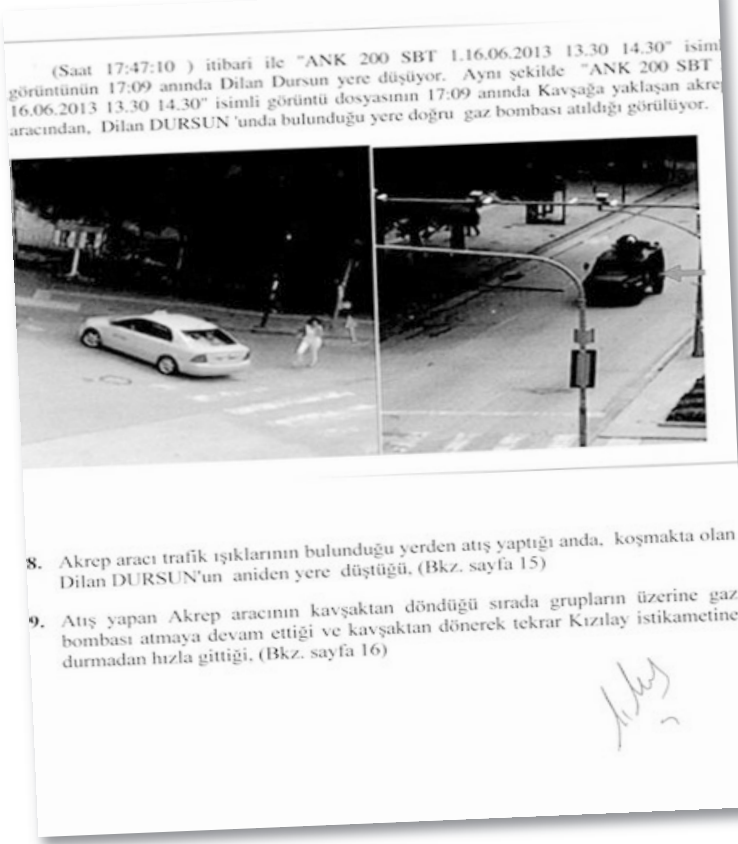 (Saat 17:47:10 ) itibari ile "ANK 200 SBT 1.16.06.2013 13.30 14.30"
görüntünün 17:09 anında Dilan Dursun yere düşüyor. Aynı şekilde "ANK 200 SBT
16.06.2013 13.30 14.30" isimli görüntü dosyasının 17:09 anında Kavşağa yaklaşan
aracından, Dilan DURSUN 'unda bulunduğu yere doğru gaz bombası atıldığı görülüyor.
8. Akrep aracı trafik ışıklarının bulunduğu yerden atış yaptığı anda, koşmakta olan
Dilan DURSUN'un aniden yere düştüğü, (Bkz. sayfa 15)
9. Atış yapan Akrep aracının kavşaktan döndüğü sırada grupların üzerine gaz
bombası atmaya devam ettiği ve kavşaktan dönerek tekrar Kızılay istikametine
durmadan hızla gittiği, (Bkz. sayfa 16)